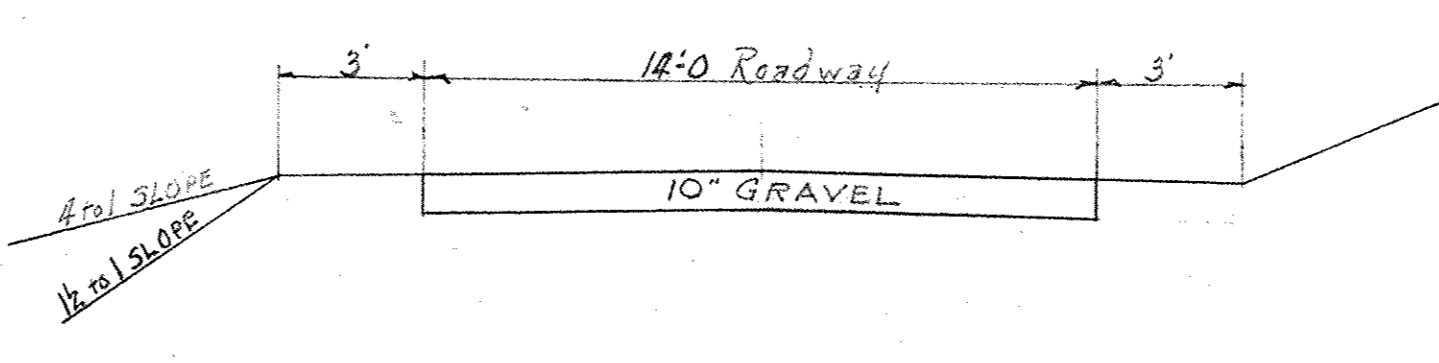 3'
14'-0 Roadway
3'
10" GRAVEL
4 to 1 SLOPE
1½ to 1 SLOPE